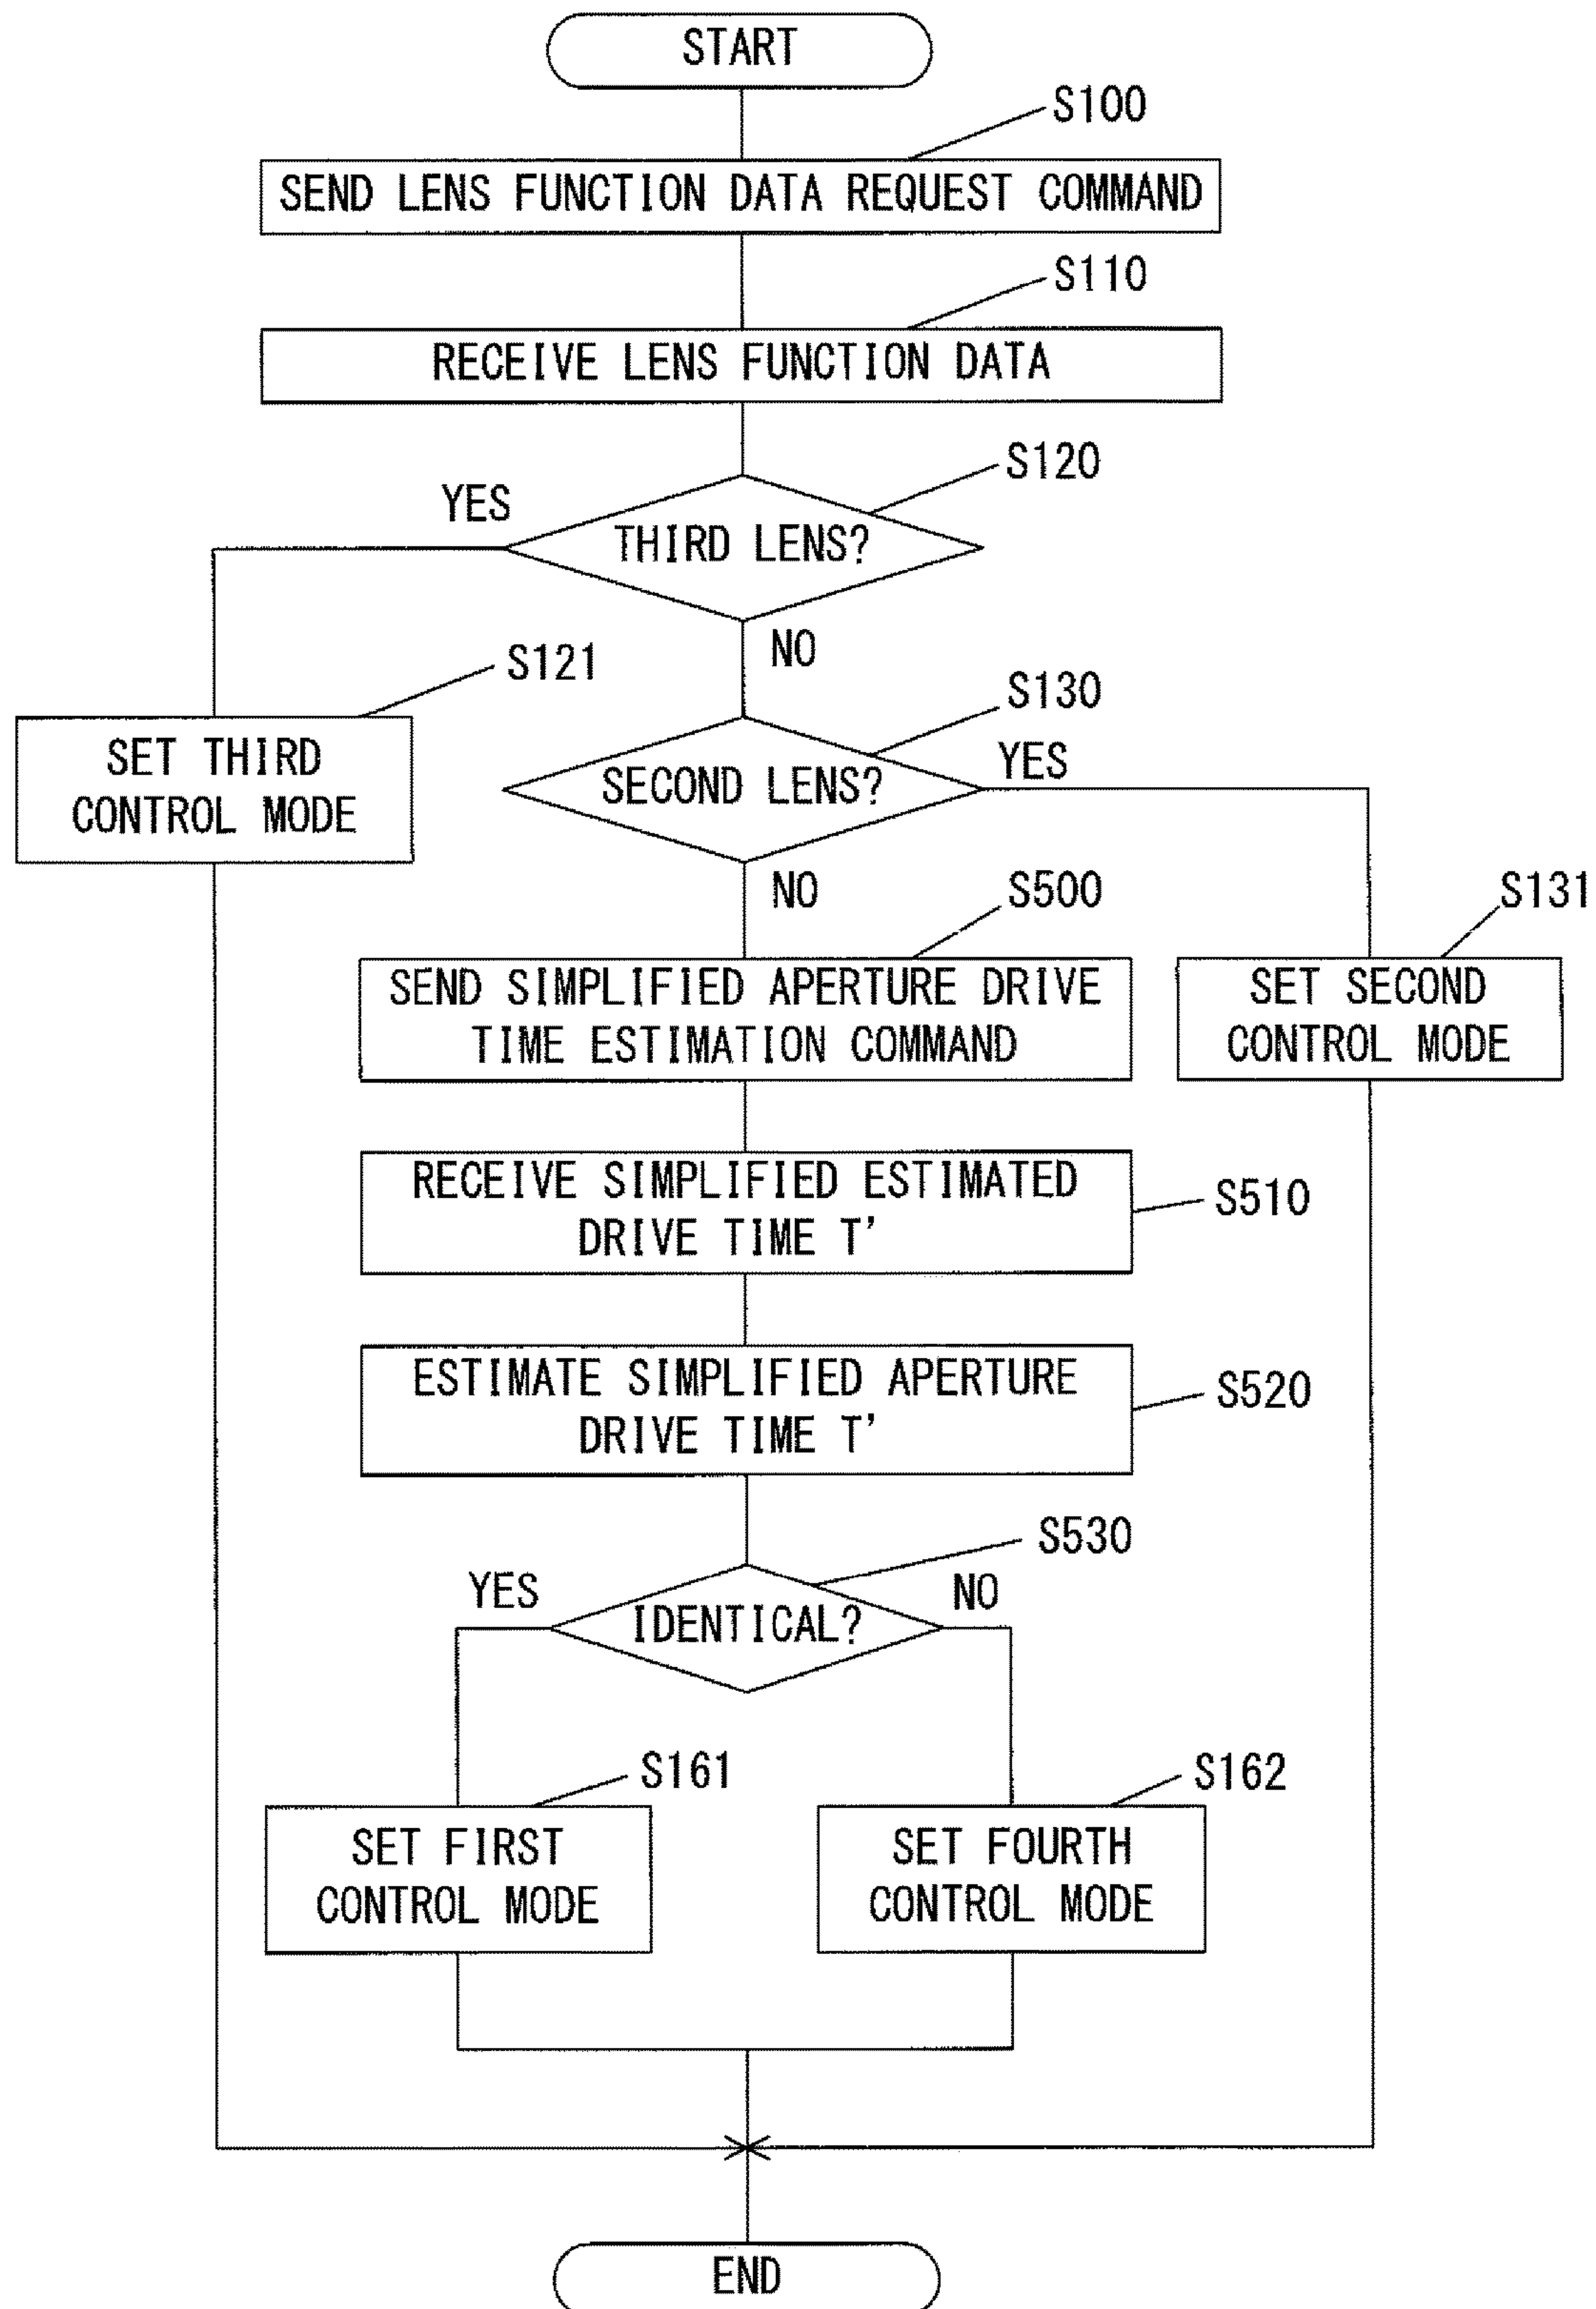 START
S100
SEND LENS FUNCTION DATA REQUEST COMMAND
S110
RECEIVE LENS FUNCTION DATA
S120
YES
THIRD LENS?
NO
S121
SET THIRD
CONTROL MODE
S130
SECOND LENS?
YES
NO
S500
SEND SIMPLIFIED APERTURE DRIVE
TIME ESTIMATION COMMAND
S131
SET SECOND
CONTROL MODE
RECEIVE SIMPLIFIED ESTIMATED
DRIVE TIME T'
S510
ESTIMATE SIMPLIFIED APERTURE
DRIVE TIME T'
S520
S530
YES
IDENTICAL?
NO
S161
SET FIRST
CONTROL MODE
S162
SET FOURTH
CONTROL MODE
END